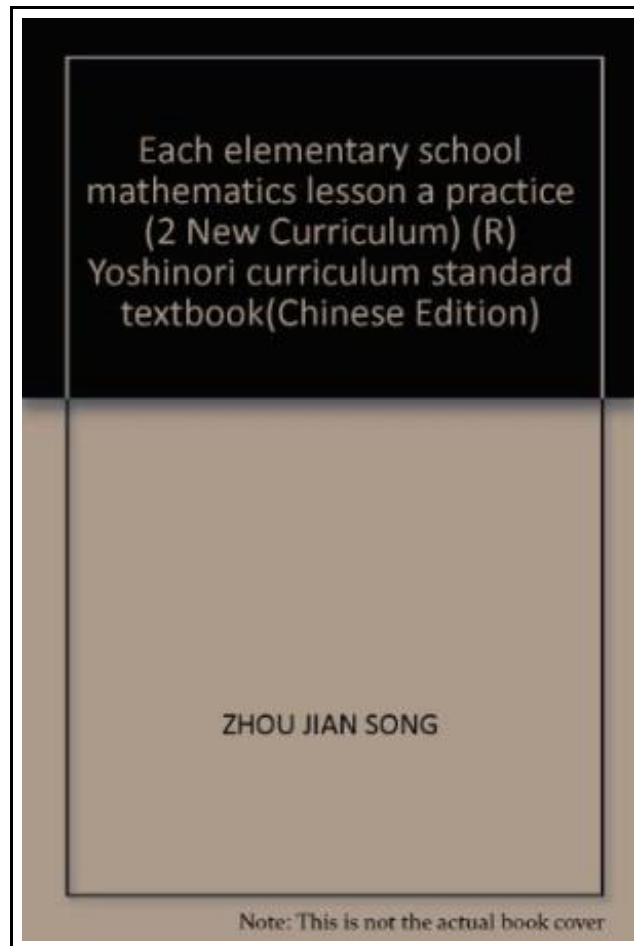 Each elementary school
mathematics lesson a practice
(2 New Curriculum) (R)
Yoshinori curriculum standard
textbook(Chinese Edition)
ZHOU JIAN SONG
Note: This is not the actual book cover